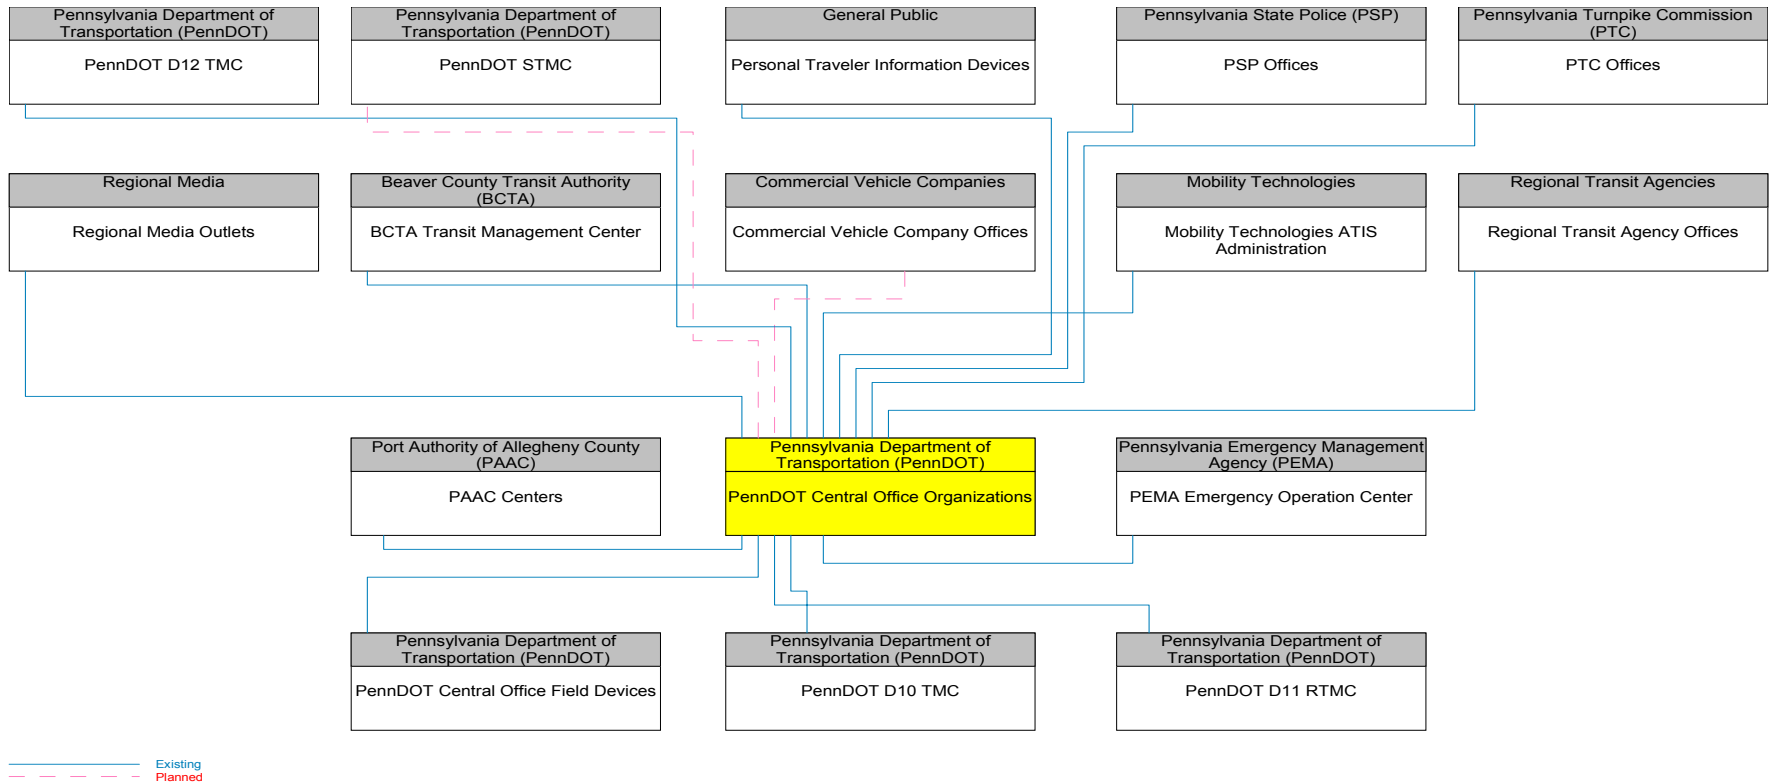 Pennsylvania Department of
Transportation (PennDOT)
PennDOT D12 TMC
Pennsylvania Department of
Transportation (PennDOT)
PennDOT STMC
General Public
Personal Traveler Information Devices
Pennsylvania State Police (PSP)
PSP Offices
Pennsylvania Turnpike Commission
(PTC)
PTC Offices
Regional Media
Regional Media Outlets
Beaver County Transit Authority
(BCTA)
BCTA Transit Management Center
Commercial Vehicle Companies
Commercial Vehicle Company Offices
Mobility Technologies
Mobility Technologies ATIS
Administration
Regional Transit Agencies
Regional Transit Agency Offices
Port Authority of Allegheny County
(PAAC)
PAAC Centers
Pennsylvania Department of
Transportation (PennDOT)
PennDOT Central Office Organizations
Pennsylvania Emergency Management
Agency (PEMA)
PEMA Emergency Operation Center
Pennsylvania Department of
Transportation (PennDOT)
PennDOT Central Office Field Devices
Pennsylvania Department of
Transportation (PennDOT)
PennDOT D10 TMC
Pennsylvania Department of
Transportation (PennDOT)
PennDOT D11 RTMC
Existing
Planned